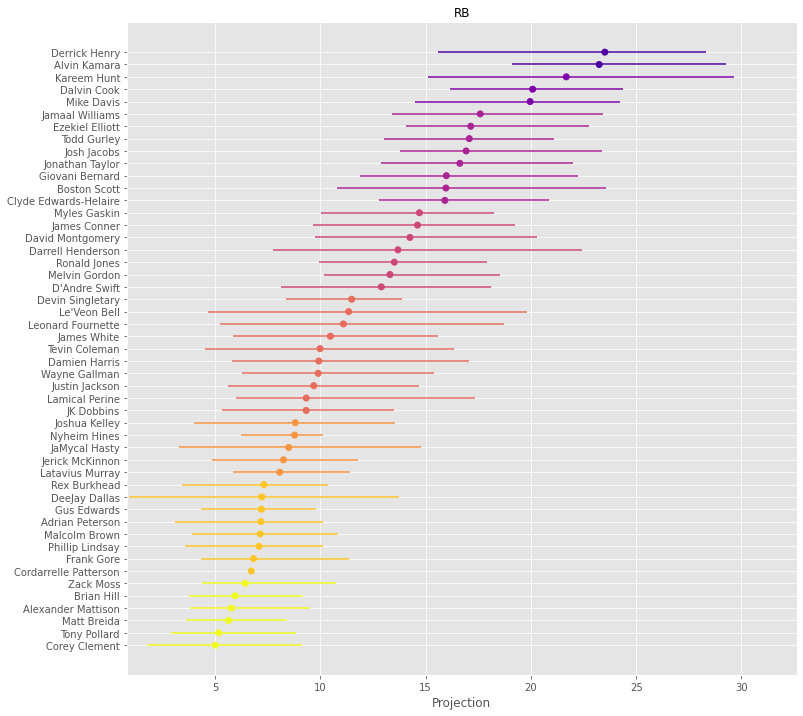 RB
Derrick Henry
Alvin Kamara
Kareem Hunt
Dalvin Cook
Mike Davis
Jamaal Williams
Ezekiel Elliott
Todd Gurley
Josh Jacobs
Jonathan Taylor
Giovani Bernard
Boston Scott
Clyde Edwards-Helaire
Myles Gaskin
James Conner
David Montgomery
Darrell Henderson
Ronald Jones
Melvin Gordon
D'Andre Swift
Devin Singletary
Le'Veon Bell
Leonard Fournette
James White
Tevin Coleman
Damien Harris
Wayne Gallman
Justin Jackson
Lamical Perine
JK Dobbins
Joshua Kelley
Nyheim Hines
JaMycal Hasty
Jerick McKinnon
Latavius Murray
Rex Burkhead
DeeJay Dallas
Gus Edwards
Adrian Peterson
Malcolm Brown
Phillip Lindsay
Frank Gore
Cordarrelle Patterson
Zack Moss
Brian Hill
Alexander Mattison
Matt Breida
Tony Pollard
Corey Clement
5 10 15 20 25 30
Projection